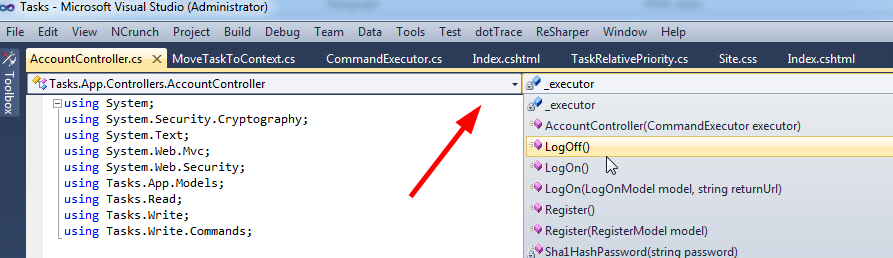 Tasks - Microsoft Visual Studio (Administrator)
File Edit View NCrunch Project Build Debug Team Data Tools Test dotTrace ReSharper Window Help
AccountController.cs MoveTaskToContext.cs CommandExecutor.cs Index.cshtml TaskRelativePriority.cs Site.css Index.cshtml
Toolbox
Tasks.App.Controllers.AccountController
_executor
using System;
using System.Security.Cryptography;
using System.Text;
using System.Web.Mvc;
using System.Web.Security;
using Tasks.App.Models;
using Tasks.Read;
using Tasks.Write;
using Tasks.Write.Commands;
_executor
AccountController(CommandExecutor executor)
LogOff()
LogOn()
LogOn(LogOnModel model, string returnUrl)
Register()
Register(RegisterModel model)
Sha1HashPassword(string password)